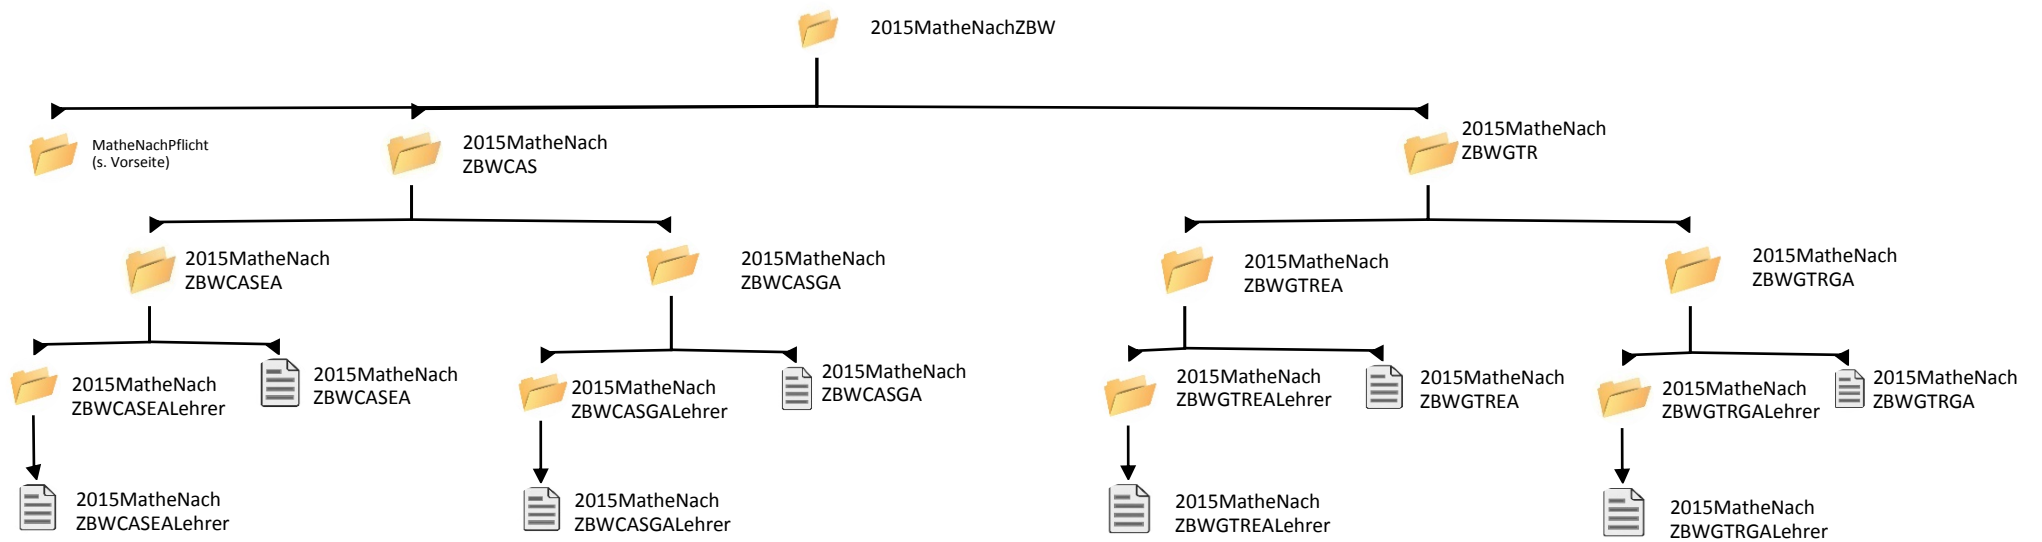 2015MatheNachZBW
MatheNachPflicht
(s. Vorseite)
2015MatheNach
ZBWCAS
2015MatheNach
ZBWGTR
2015MatheNach
ZBWCASEA
2015MatheNach
ZBWCASGA
2015MatheNach
ZBWGTREA
2015MatheNach
ZBWGTRGA
2015MatheNach
ZBWCASEALehrer
2015MatheNach
ZBWCASEA
2015MatheNach
ZBWCASGALehrer
2015MatheNach
ZBWCASGA
2015MatheNach
ZBWGTREALehrer
2015MatheNach
ZBWGTREA
2015MatheNach
ZBWGTRGALehrer
2015MatheNach
ZBWGTRGA
2015MatheNach
ZBWCASEALehrer
2015MatheNach
ZBWCASGALehrer
2015MatheNach
ZBWGTREALehrer
2015MatheNach
ZBWGTRGALehrer